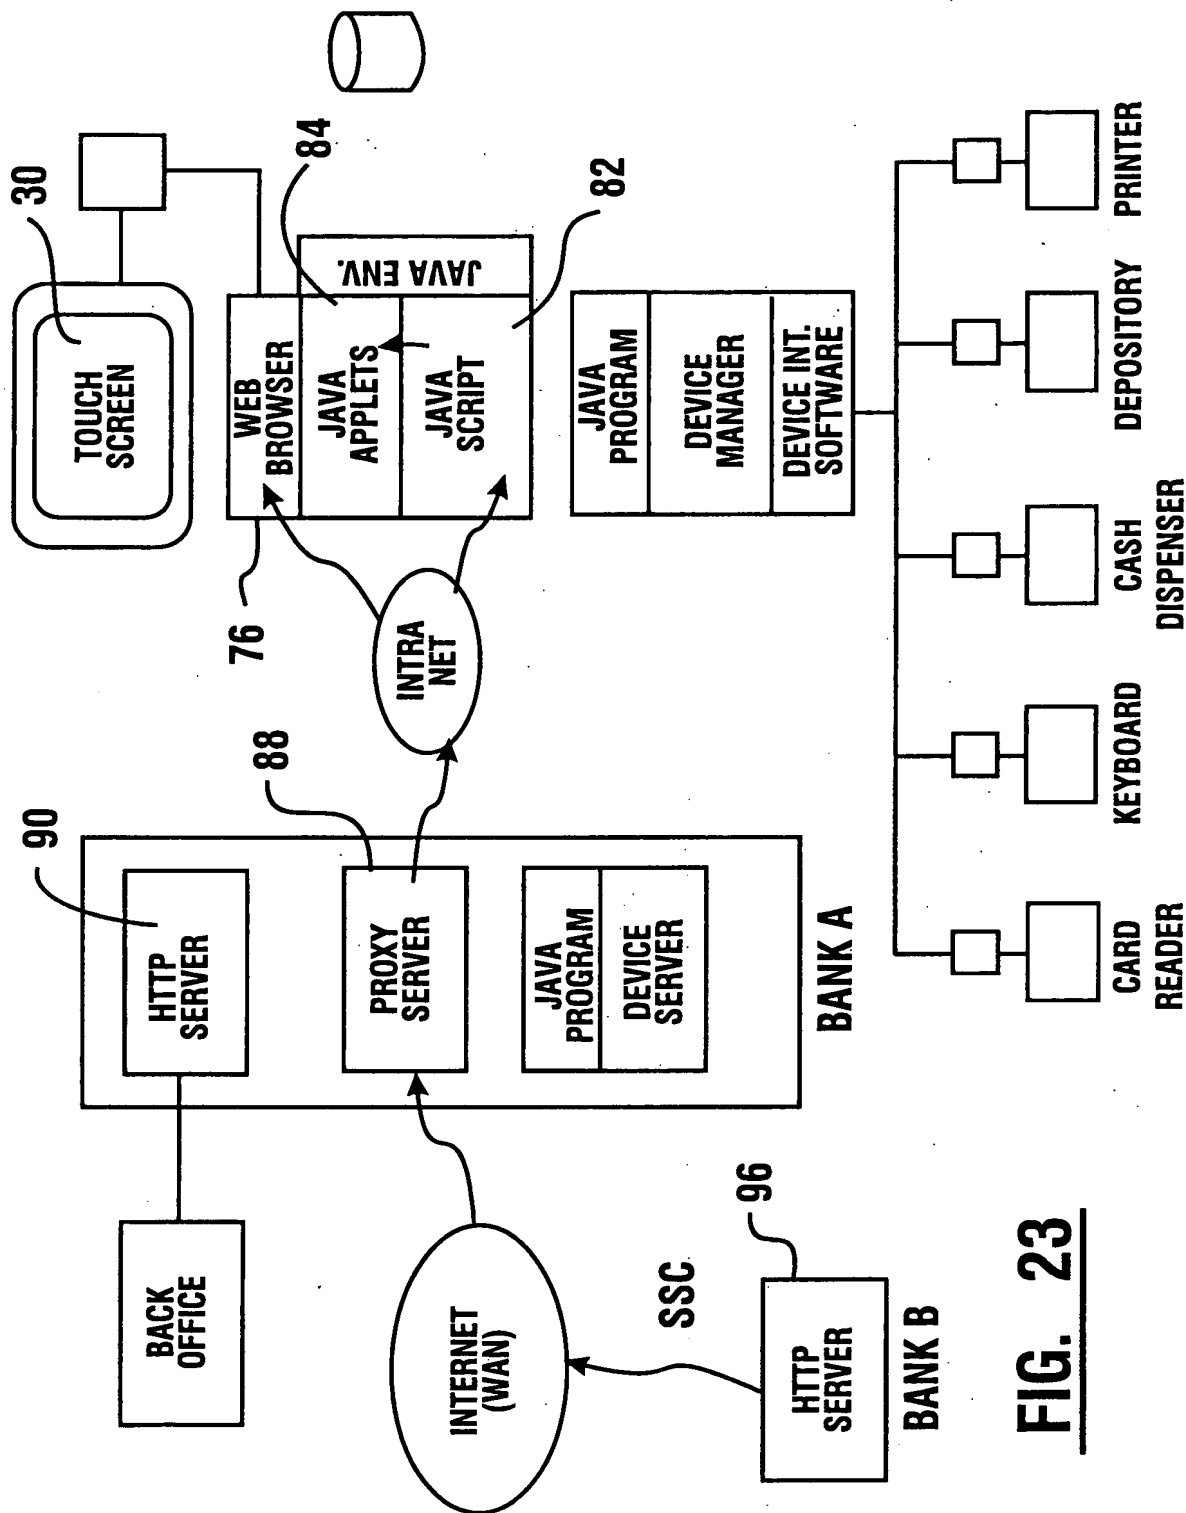 30
TOUCH
SCREEN
84
WEB
BROWSER
JAVA
APPLETS
JAVA
SCRIPT
JAVA ENV.
82
76
JAVA
PROGRAM
DEVICE
MANAGER
DEVICE INT.
SOFTWARE
INTRA
NET
90
HTTP
SERVER
88
PROXY
SERVER
JAVA
PROGRAM
DEVICE
SERVER
BANK A
BACK
OFFICE
INTERNET
(WAN)
SSC
96
HTTP
SERVER
BANK B
CARD
READER
KEYBOARD
CASH
DISPENSER
DEPOSITORY
PRINTER
FIG. 23